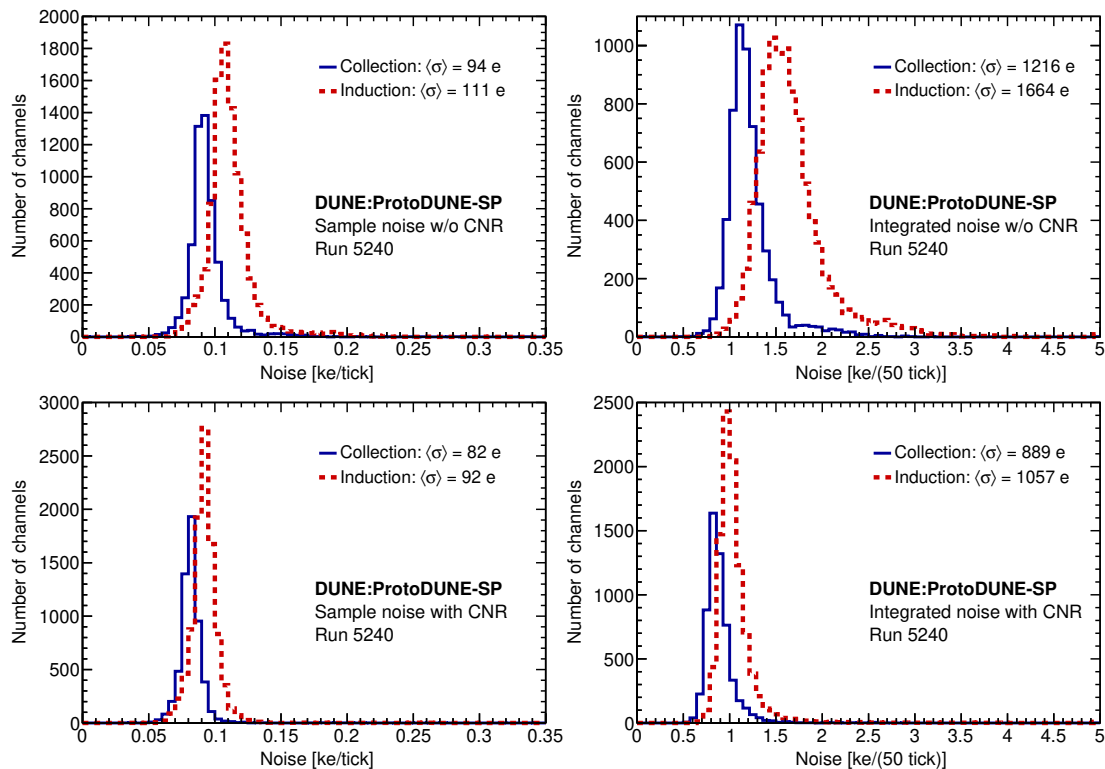 2000
1800
1600
1400
1200
1000
800
600
400
200
0
Number of channels
Collection: ⟨σ⟩ = 94 e
Induction: ⟨σ⟩ = 111 e
DUNE:ProtoDUNE-SP
Sample noise w/o CNR
Run 5240
0 0.05 0.1 0.15 0.2 0.25 0.3 0.35
Noise [ke/tick]
1000
800
600
400
200
0
Number of channels
Collection: ⟨σ⟩ = 1216 e
Induction: ⟨σ⟩ = 1664 e
DUNE:ProtoDUNE-SP
Integrated noise w/o CNR
Run 5240
0 0.5 1 1.5 2 2.5 3 3.5 4 4.5 5
Noise [ke/(50 tick)]
3000
2500
2000
1500
1000
500
0
Number of channels
Collection: ⟨σ⟩ = 82 e
Induction: ⟨σ⟩ = 92 e
DUNE:ProtoDUNE-SP
Sample noise with CNR
Run 5240
0 0.05 0.1 0.15 0.2 0.25 0.3 0.35
Noise [ke/tick]
2500
2000
1500
1000
500
0
Number of channels
Collection: ⟨σ⟩ = 889 e
Induction: ⟨σ⟩ = 1057 e
DUNE:ProtoDUNE-SP
Integrated noise with CNR
Run 5240
0 0.5 1 1.5 2 2.5 3 3.5 4 4.5 5
Noise [ke/(50 tick)]